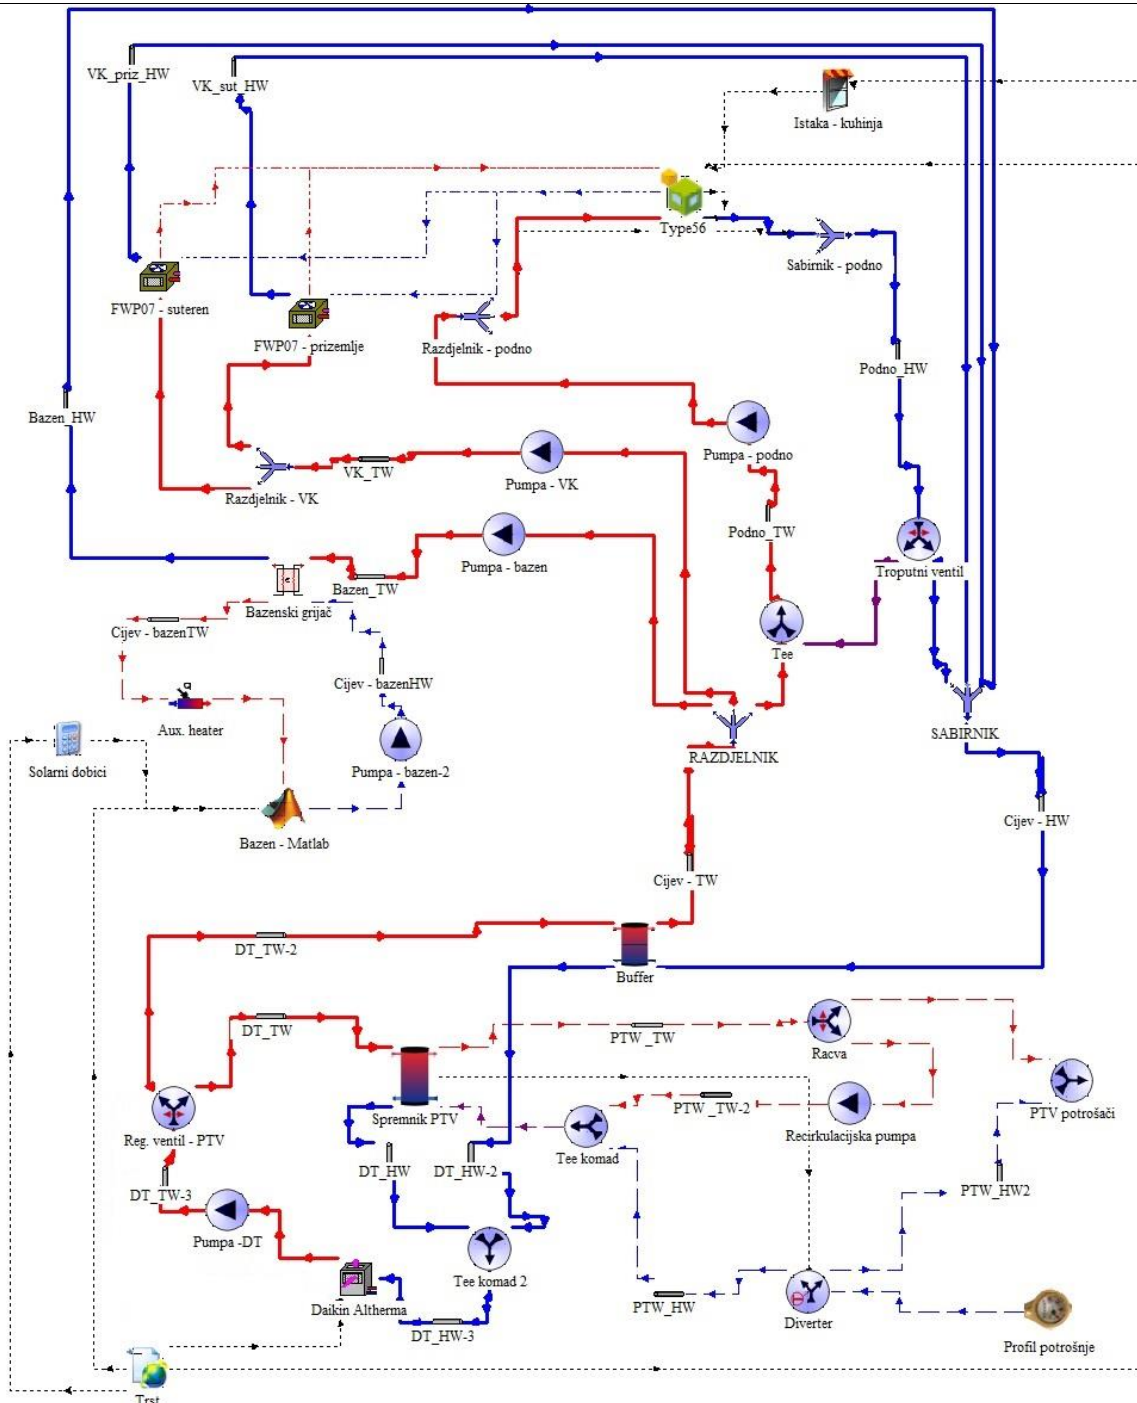 VK_priz_HW
VK_sut_HW
Istaka - kuhinja
Type56
Sabirnik - podno
FWP07 - suteren
FWP07 - prizemlje
Razdjelnik - podno
Podno_HW
Bazen_HW
Pumpa - podno
VK_TW
Pumpa - VK
Razdjelnik - VK
Podno_TW
Pumpa - bazen
Troputni ventil
Bazen_TW
Bazenski grijač
Cijev - bazenTW
Tee
Cijev - bazenHW
Aux. heater
SABIRNIK
RAZDJELNIK
Solarni dobici
Pumpa - bazen-2
Cijev - HW
Bazen - Matlab
Cijev - TW
DT_TW-2
Buffer
DT_TW
PTW_TW
Racva
PTW_TW-2
PTV potrošači
Spremnik PTV
Recirkulacijska pumpa
Reg. ventil - PTV
Tee komad
DT_HW
DT_HW-2
DT_TW-3
PTW_HW2
Pumpa -DT
Tee komad 2
PTW_HW
Daikin Altherma
Diverter
DT_HW-3
Profil potrošnje
Trst